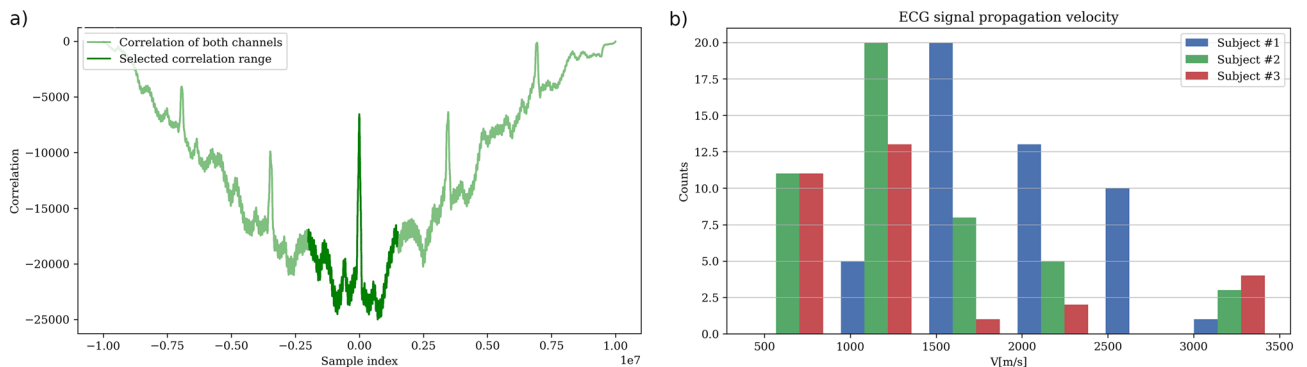 a)
Correlation of both channels
Selected correlation range
0
−5000
−10000
−15000
−20000
−25000
Correlation
−1.00 −0.75 −0.50 −0.25 0.00 0.25 0.50 0.75 1.00
1e7
Sample index
b)
ECG signal propagation velocity
Subject #1
Subject #2
Subject #3
20.0
17.5
15.0
12.5
10.0
7.5
5.0
2.5
0.0
Counts
500 1000 1500 2000 2500 3000 3500
V[m/s]